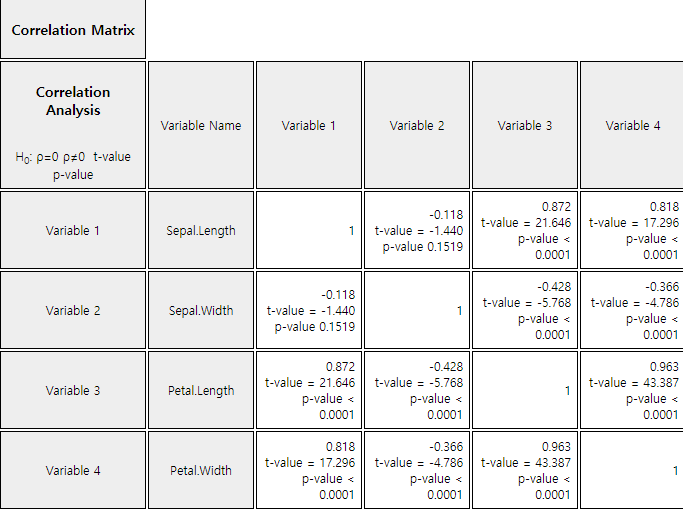 Correlation Matrix
Correlation
Analysis
H₀: ρ=0 ρ≠0 t-value
p-value
Variable Name
Variable 1
Variable 2
Variable 3
Variable 4
Variable 1
Sepal.Length
1
-0.118
t-value = -1.440
p-value 0.1519
0.872
t-value = 21.646
p-value <
0.0001
0.818
t-value = 17.296
p-value <
0.0001
Variable 2
Sepal.Width
-0.118
t-value = -1.440
p-value 0.1519
1
-0.428
t-value = -5.768
p-value <
0.0001
-0.366
t-value = -4.786
p-value <
0.0001
Variable 3
Petal.Length
0.872
t-value = 21.646
p-value <
0.0001
-0.428
t-value = -5.768
p-value <
0.0001
1
0.963
t-value = 43.387
p-value <
0.0001
Variable 4
Petal.Width
0.818
t-value = 17.296
p-value <
0.0001
-0.366
t-value = -4.786
p-value <
0.0001
0.963
t-value = 43.387
p-value <
0.0001
1